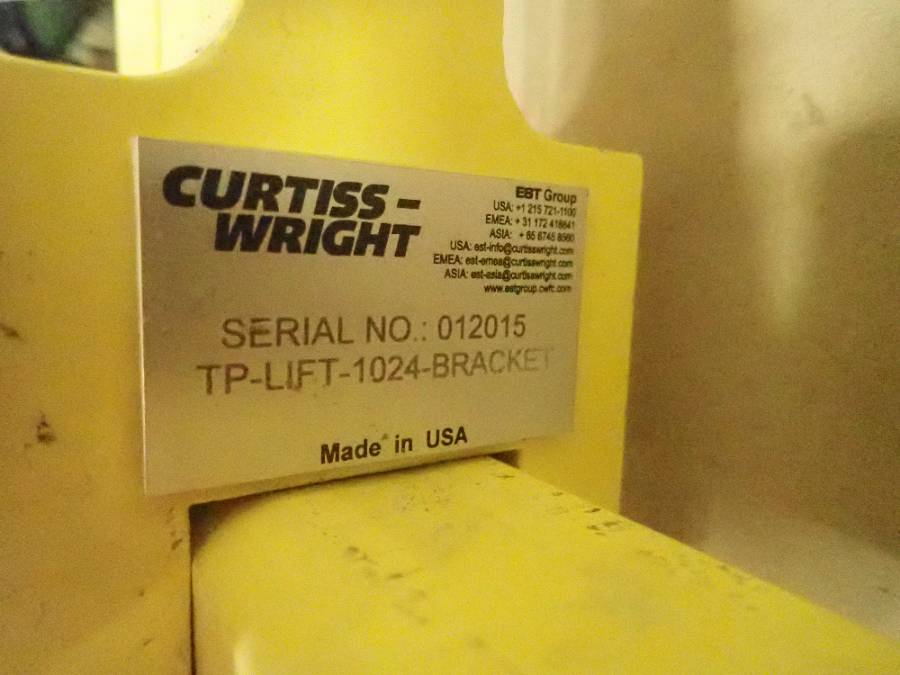 CURTISS-
WRIGHT
EBT Group
USA: +1 215 721-1100
EMEA: + 31 172 418841
ASIA: + 65 6745 8560
USA: est-info@curtisswright.com
EMEA: est-emea@curtisswright.com
ASIA: est-asia@curtisswright.com
www.estgroup.cwfc.com
SERIAL NO.: 012015
TP-LIFT-1024-BRACKET
Made in USA